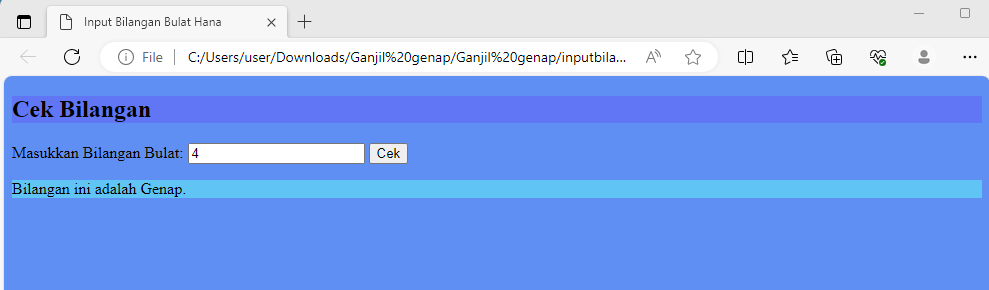 Input Bilangan Bulat Hana
File
C:/Users/user/Downloads/Ganjil%20genap/Ganjil%20genap/inputbila...
Cek Bilangan
Masukkan Bilangan Bulat: 4 Cek
Bilangan ini adalah Genap.